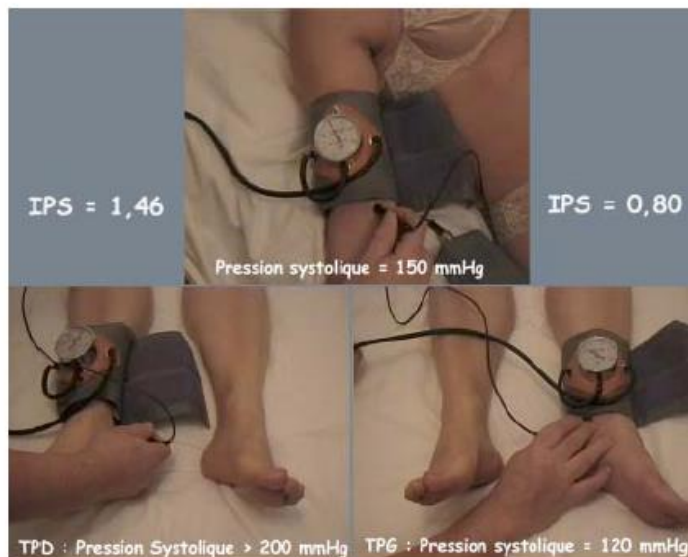 IPS = 1,46
IPS = 0,80
Pression systolique = 150 mmHg
TPD : Pression Systolique > 200 mmHg
TPG : Pression systolique = 120 mmHg